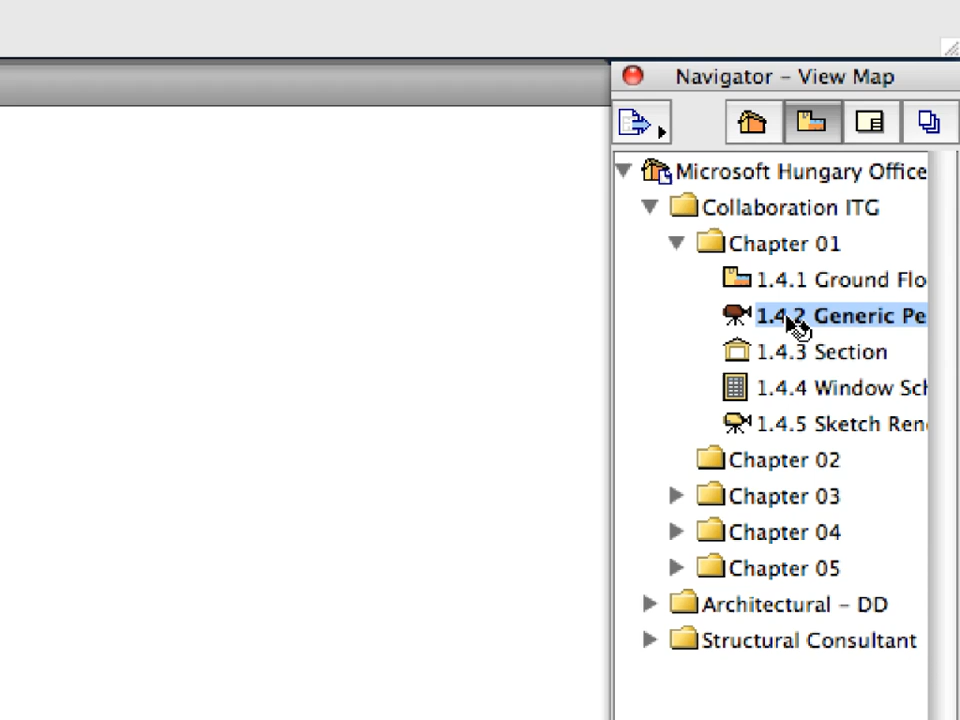 Navigator - View Map
Microsoft Hungary Office
Collaboration ITG
Chapter 01
1.4.1 Ground Flo
1.4.2 Generic Pe
1.4.3 Section
1.4.4 Window Sch
1.4.5 Sketch Ren
Chapter 02
Chapter 03
Chapter 04
Chapter 05
Architectural - DD
Structural Consultant